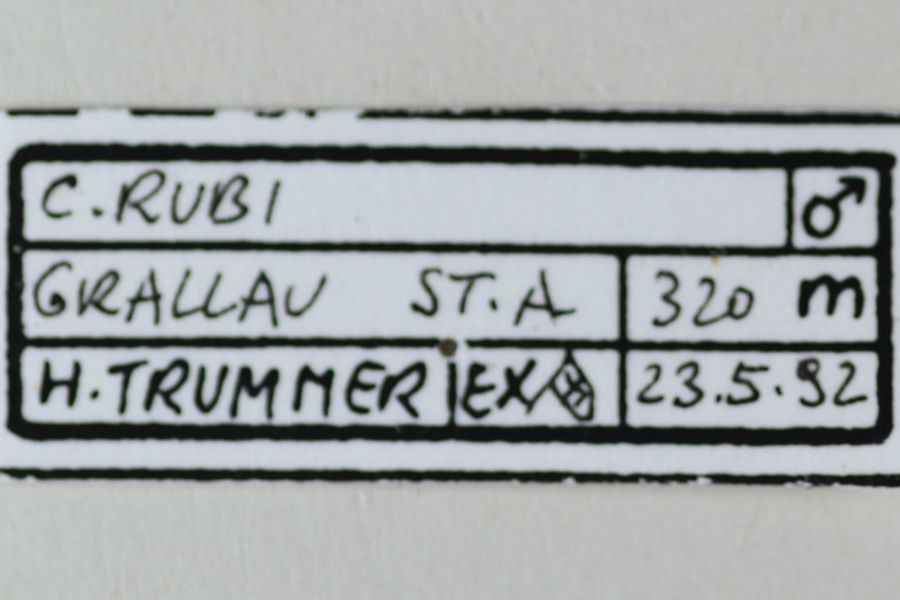 C. RUBI ♂
GRALLAU ST. A 320 m
H. TRUMMER EX 23.5.92